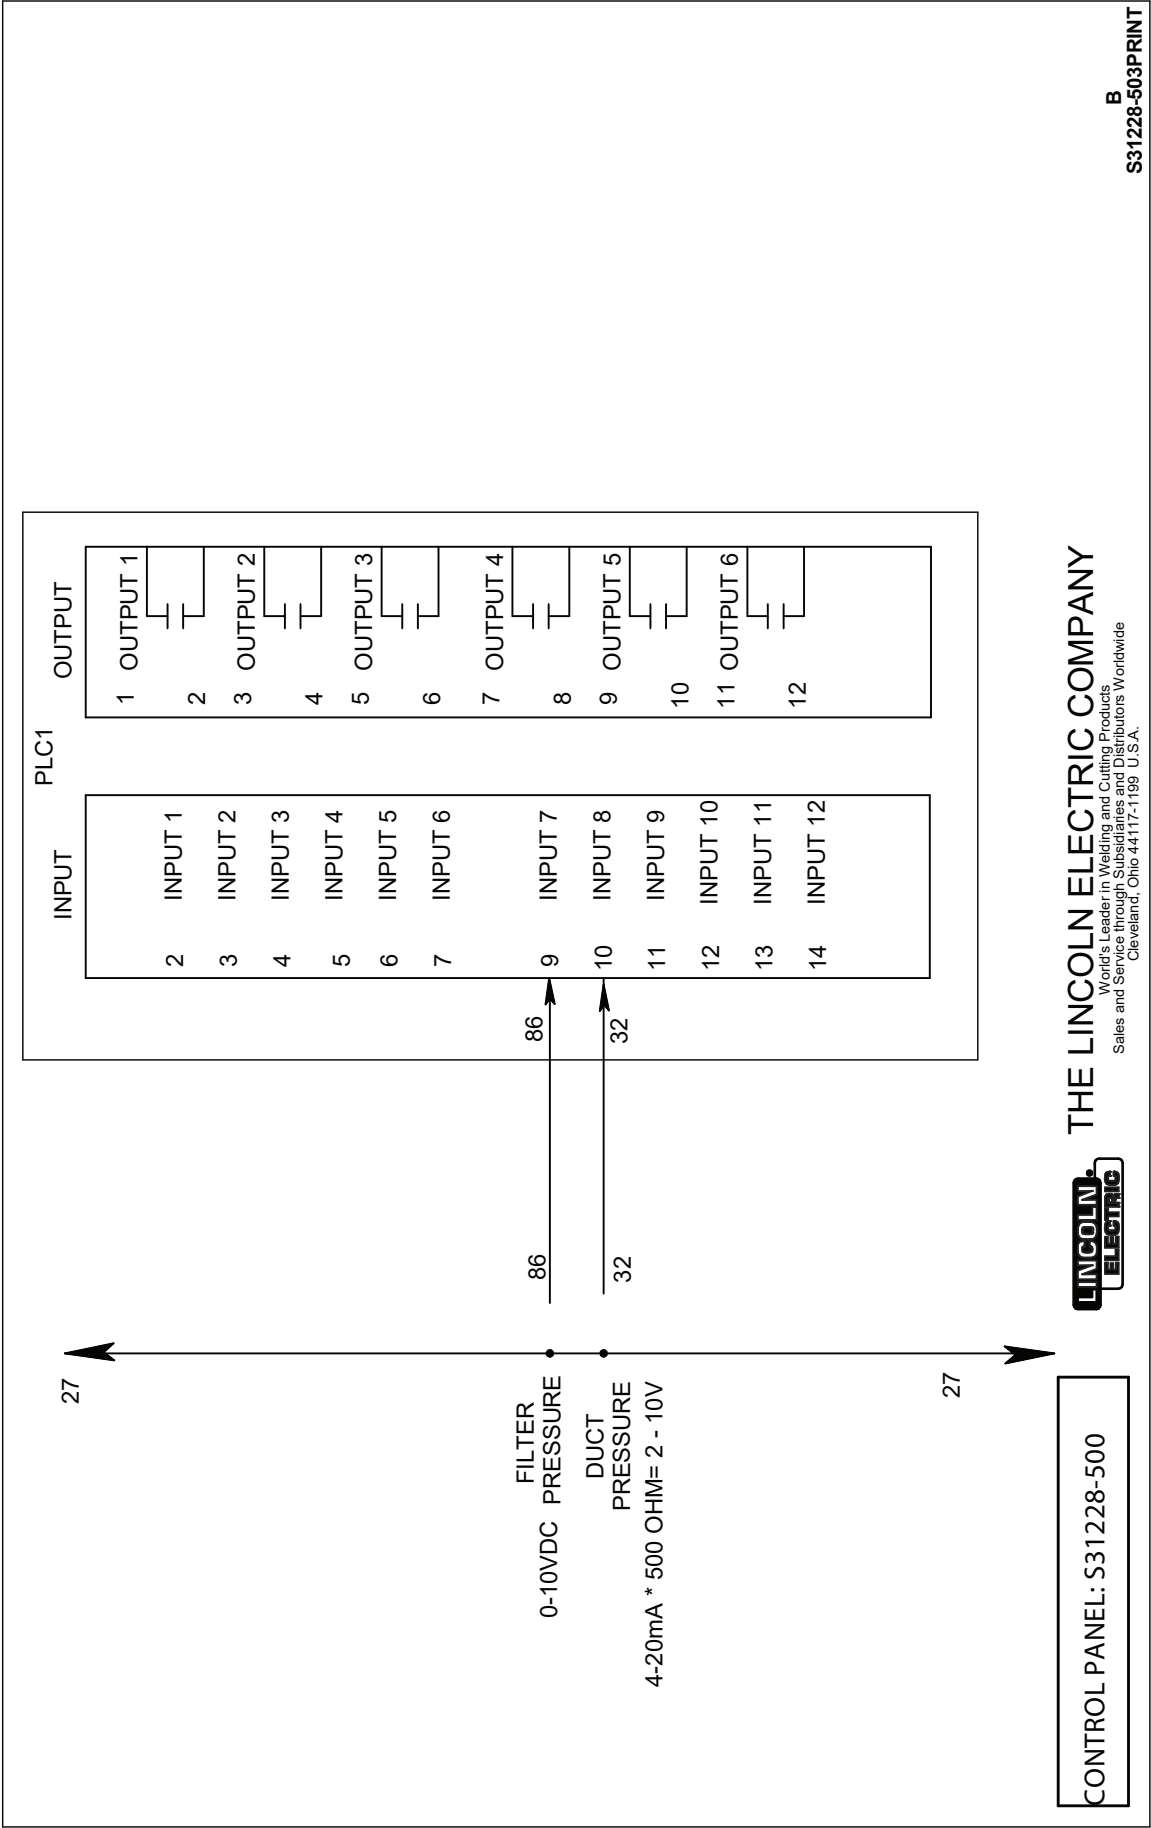 PLC1
INPUT
OUTPUT
2 INPUT 1
3 INPUT 2
4 INPUT 3
5 INPUT 4
6 INPUT 5
7 INPUT 6
9 INPUT 7
10 INPUT 8
11 INPUT 9
12 INPUT 10
13 INPUT 11
14 INPUT 12
1 OUTPUT 1
2
3 OUTPUT 2
4
5 OUTPUT 3
6
7 OUTPUT 4
8
9 OUTPUT 5
10
11 OUTPUT 6
12
27
FILTER
0-10VDC PRESSURE
86
86
DUCT
PRESSURE
32
32
4-20mA * 500 OHM= 2 - 10V
27
CONTROL PANEL: S31228-500
LINCOLN
ELECTRIC
THE LINCOLN ELECTRIC COMPANY
World's Leader in Welding and Cutting Products
Sales and Service through Subsidiaries and Distributors Worldwide
Cleveland, Ohio 44117-1199 U.S.A.
B
S31228-503PRINT